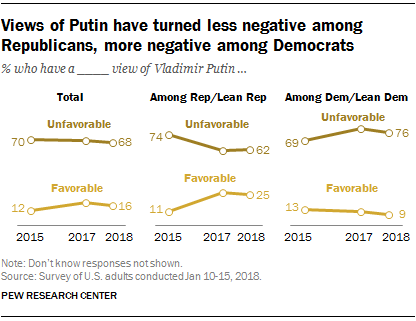 Views of Putin have turned less negative among
Republicans, more negative among Democrats
% who have a _____ view of Vladimir Putin ...
Total
Among Rep/Lean Rep
Among Dem/Lean Dem
Unfavorable
70
68
Favorable
12
16
2015 2017 2018
Unfavorable
74
62
Favorable
11
25
2015 2017 2018
Unfavorable
69
76
Favorable
13
9
2015 2017 2018
Note: Don't know responses not shown.
Source: Survey of U.S. adults conducted Jan 10-15, 2018.
PEW RESEARCH CENTER